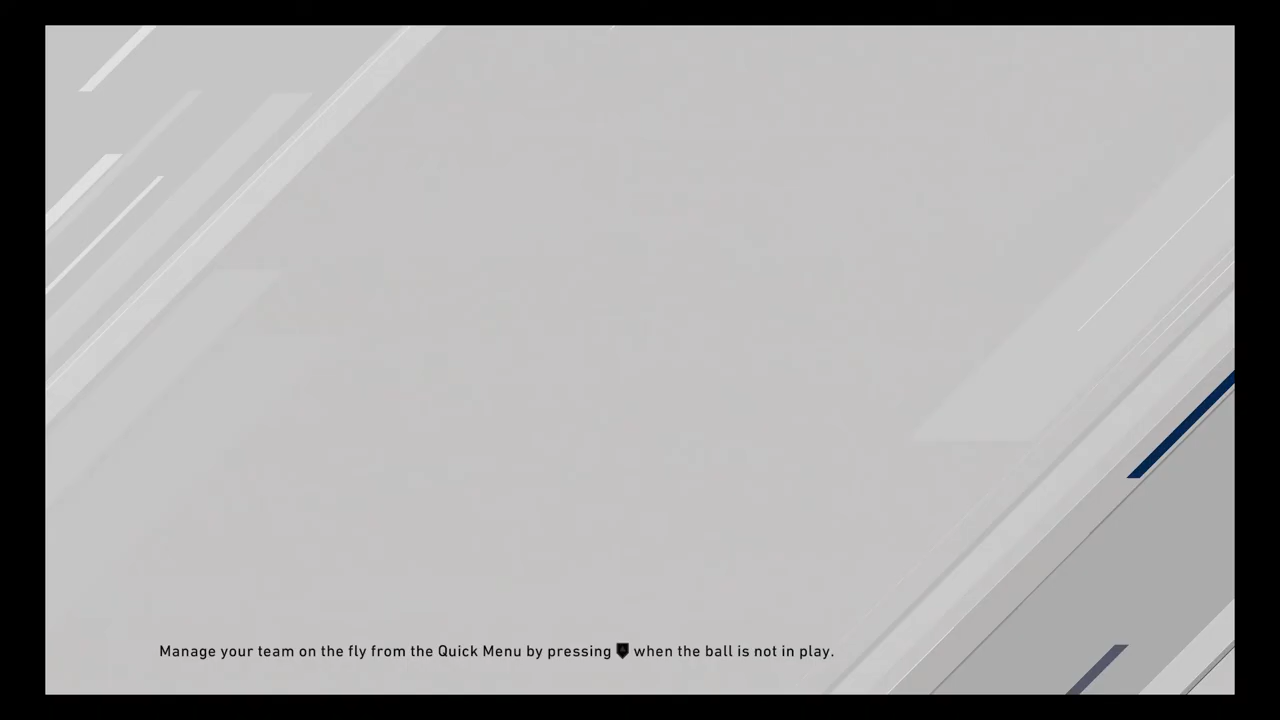 Manage your team on the fly from the Quick Menu by pressing when the ball is not in play.